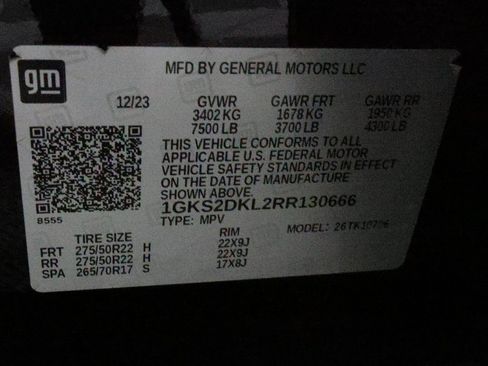 gm
MFD BY GENERAL MOTORS LLC
12/23 GVWR GAWR FRT GAWR RR
3402 KG 1678 KG 1950 KG
7500 LB 3700 LB 4300 LB
THIS VEHICLE CONFORMS TO ALL
APPLICABLE U.S. FEDERAL MOTOR
VEHICLE SAFETY STANDARDS IN EFFECT
ON THE DATE OF MANUFACTURE
SHOWN ABOVE
8555
1GKS2DKL2RR130666
TYPE: MPV MODEL:
TIRE SIZE RIM
FRT 275/50R22 H 22X9J
RR 275/50R22 H 22X9J
SPA 265/70R17 S 17X8J